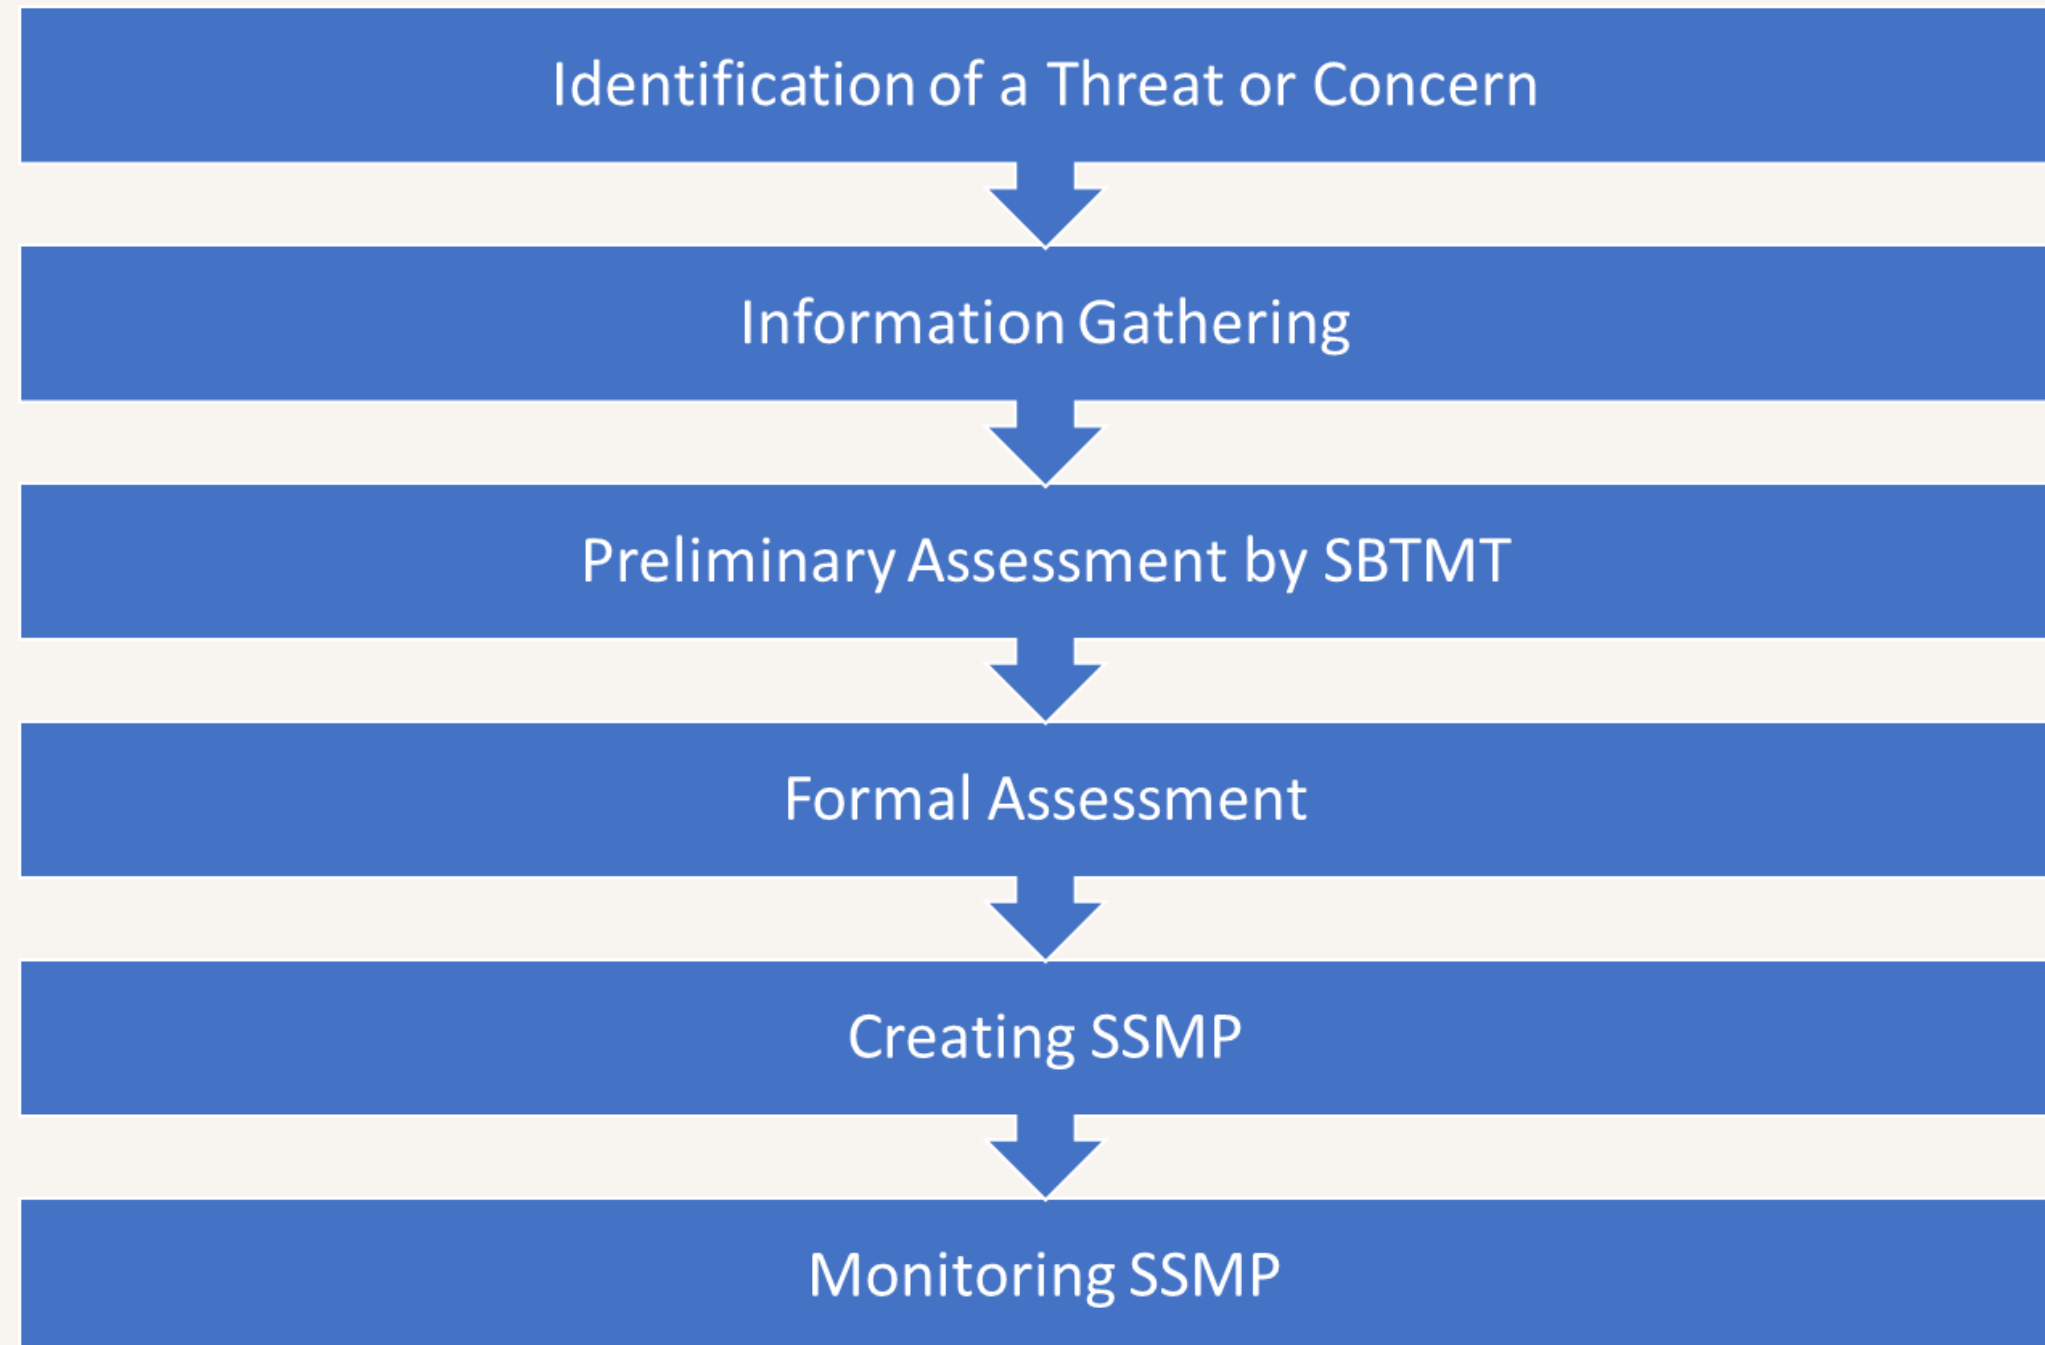 Identification of a Threat or Concern
Information Gathering
Preliminary Assessment by SBTMT
Formal Assessment
Creating SSMP
Monitoring SSMP